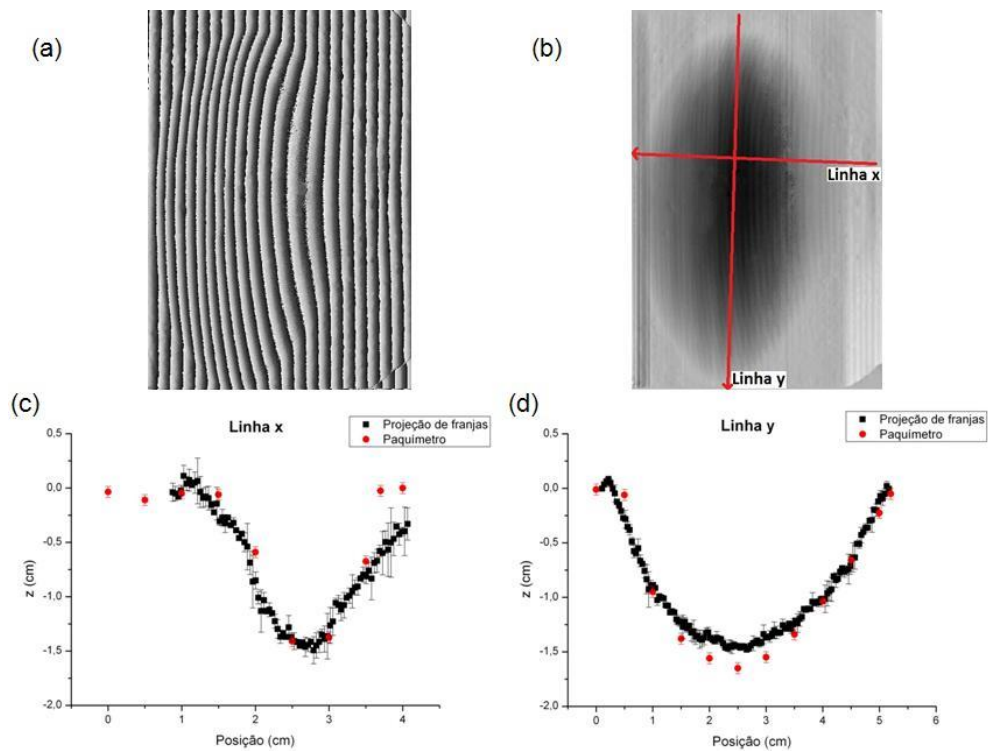 (a)
(b)
Linha x
Linha y
(c)
Linha x
Projeção de franjas
Paquímetro
0,5
0,0
-0,5
-1,0
-1,5
-2,0
z (cm)
0
1
2
3
4
Posição (cm)
(d)
Linha y
Projeção de franjas
Paquímetro
0,5
0,0
-0,5
-1,0
-1,5
-2,0
z (cm)
0
1
2
3
4
5
6
Posição (cm)